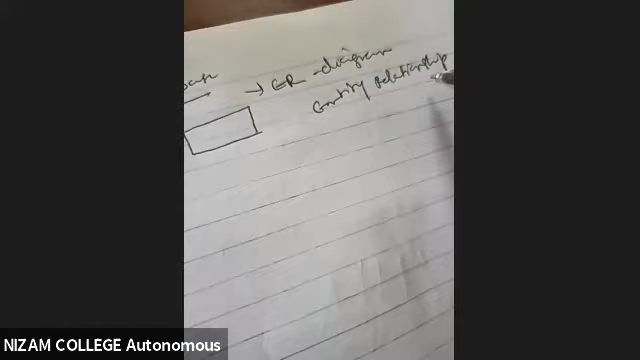 → ER-diagram
Entity Relationship
NIZAM COLLEGE Autonomous